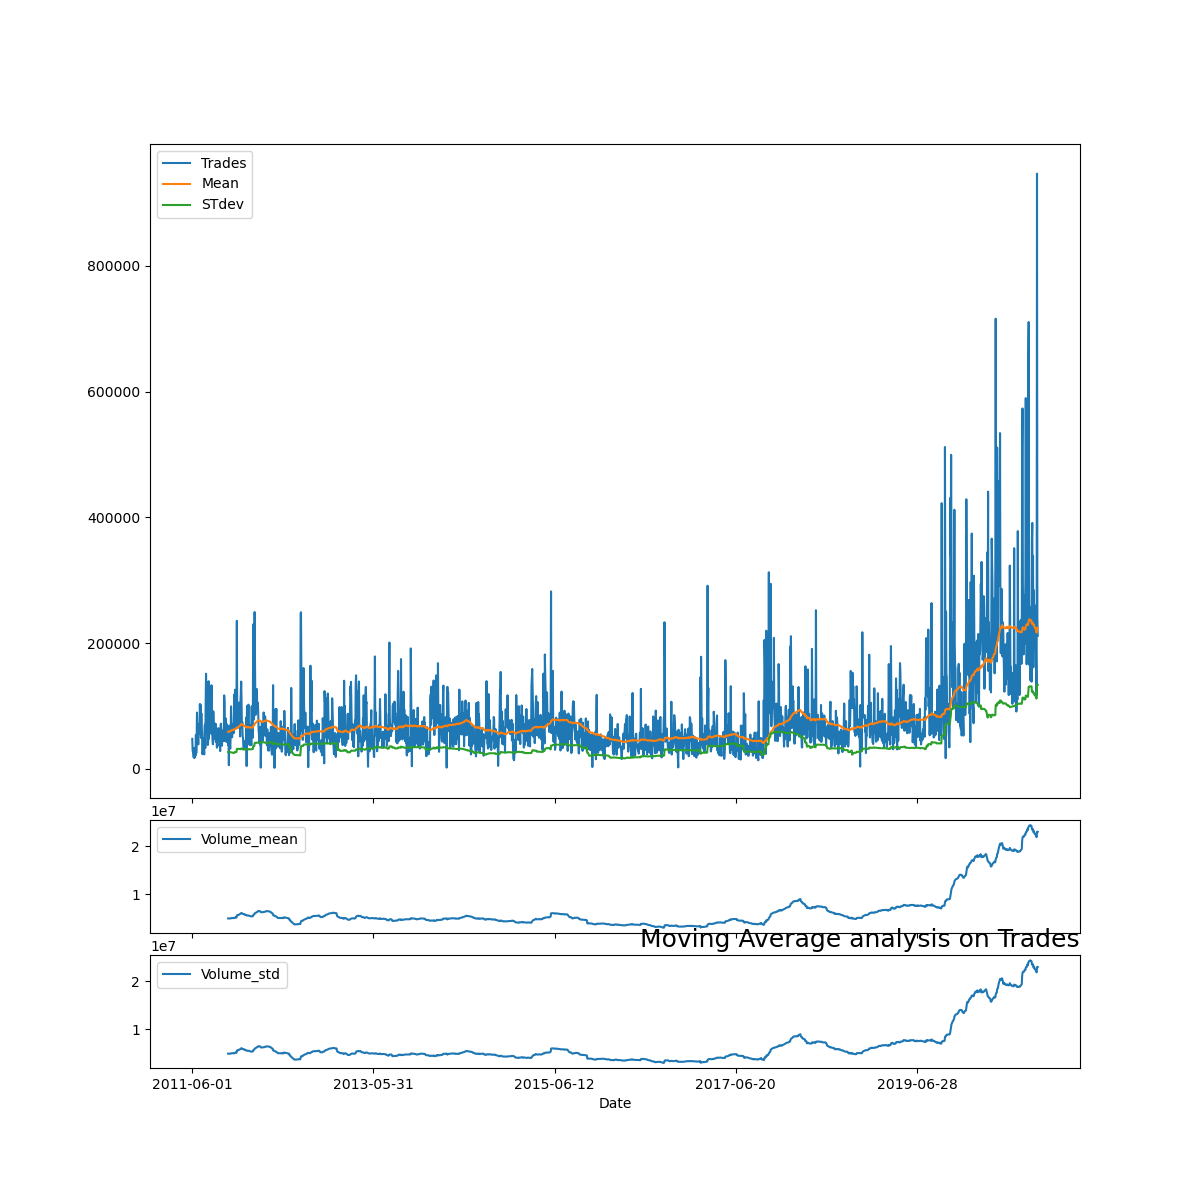 Trades
Mean
STdev
800000
600000
400000
200000
0
1e7
Volume_mean
2
1
Moving Average analysis on Trades
1e7
Volume_std
2
1
2011-06-01 2013-05-31 2015-06-12 2017-06-20 2019-06-28
Date